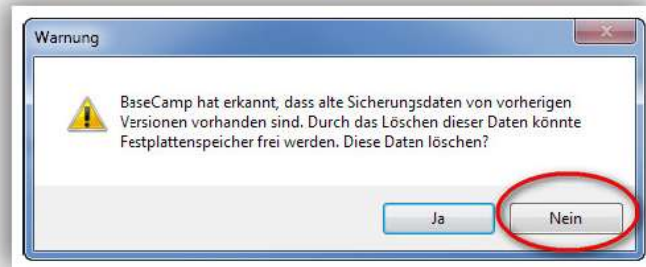 Warnung
BaseCamp hat erkannt, dass alte Sicherungsdaten von vorherigen
Versionen vorhanden sind. Durch das Löschen dieser Daten könnte
Festplattenspeicher frei werden. Diese Daten löschen?
Ja
Nein